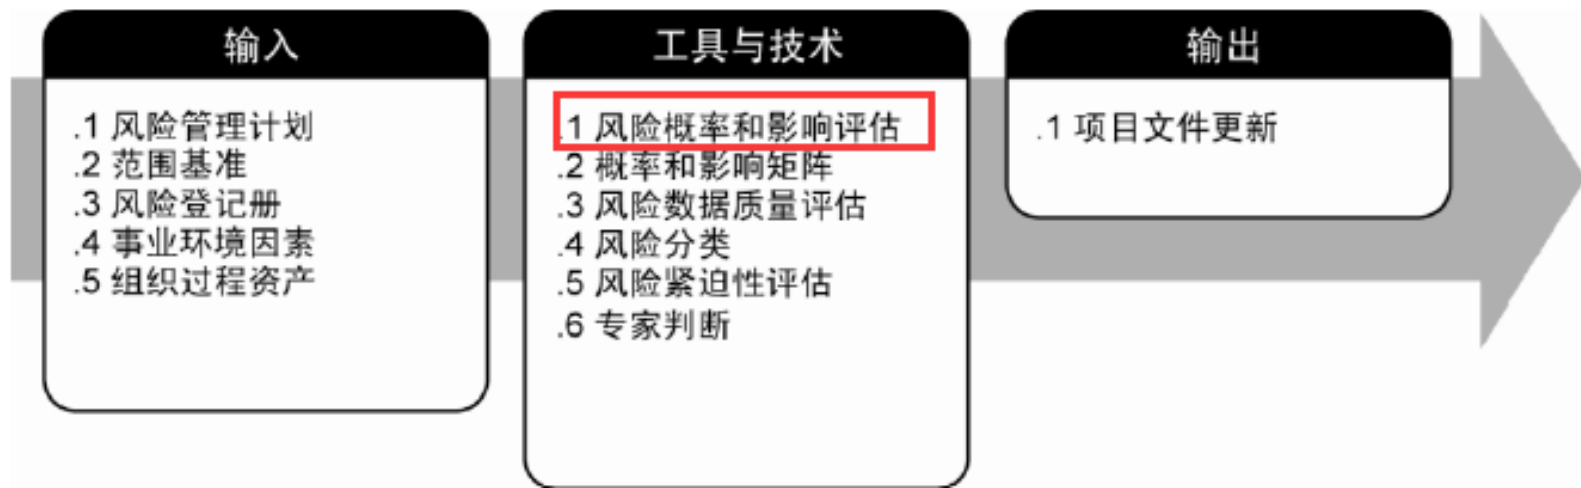 输入
.1 风险管理计划
.2 范围基准
.3 风险登记册
.4 事业环境因素
.5 组织过程资产
工具与技术
.1 风险概率和影响评估
.2 概率和影响矩阵
.3 风险数据质量评估
.4 风险分类
.5 风险紧迫性评估
.6 专家判断
输出
.1 项目文件更新